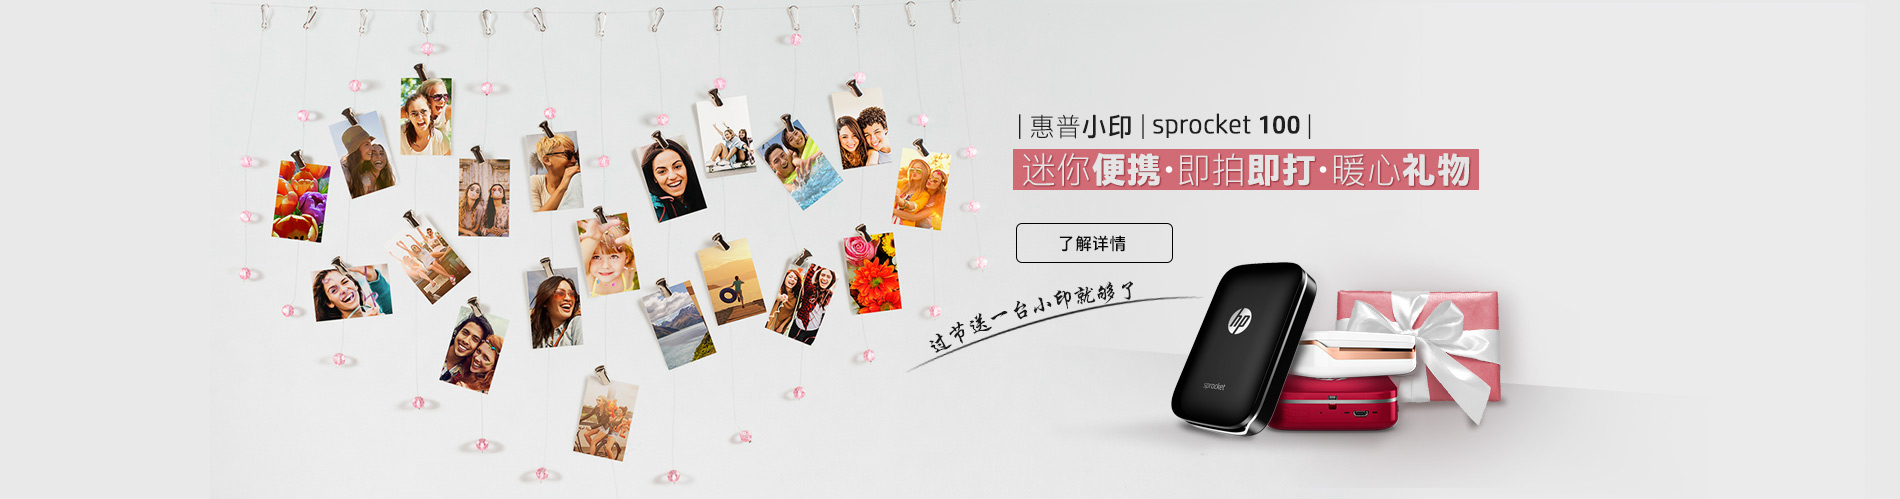 | 惠普小印 | sprocket 100 |
迷你便携·即拍即打·暖心礼物
了解详情
过节送一台小印就够了
hp
sprocket